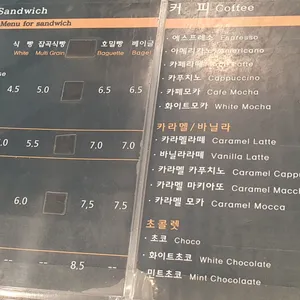 Sandwich
Menu for sandwich
식 빵 잡곡식빵 호밀빵 베이글
White Multi Grain Baguette Bagel
4.5 5.0 6.0 6.5
5.0 5.5 7.0 7.5
6.0 7,5 7.5
-- -- 8.5 -- --
커 피 Cottee
· 에스프레소 Espresso
· 아메리카노 Americano
· 카페라떼 Latte
· 카푸치노 Cappuccino
· 카페모카 Cafe Mocha
· 화이트모카 White Mocha
카라멜/바닐라
· 카라멜라떼 Caramel Latte
· 바닐라라떼 Vanilla Latte
· 카라멜 카푸치노 Caramel Cappu
· 카라멜 마키아또 Caramel Macch
· 카라멜 모카 Caramel Mocca
초콜렛
· 초코 Choco
· 화이트초코 White Chocolate
민트초코 Mint Chocolaate